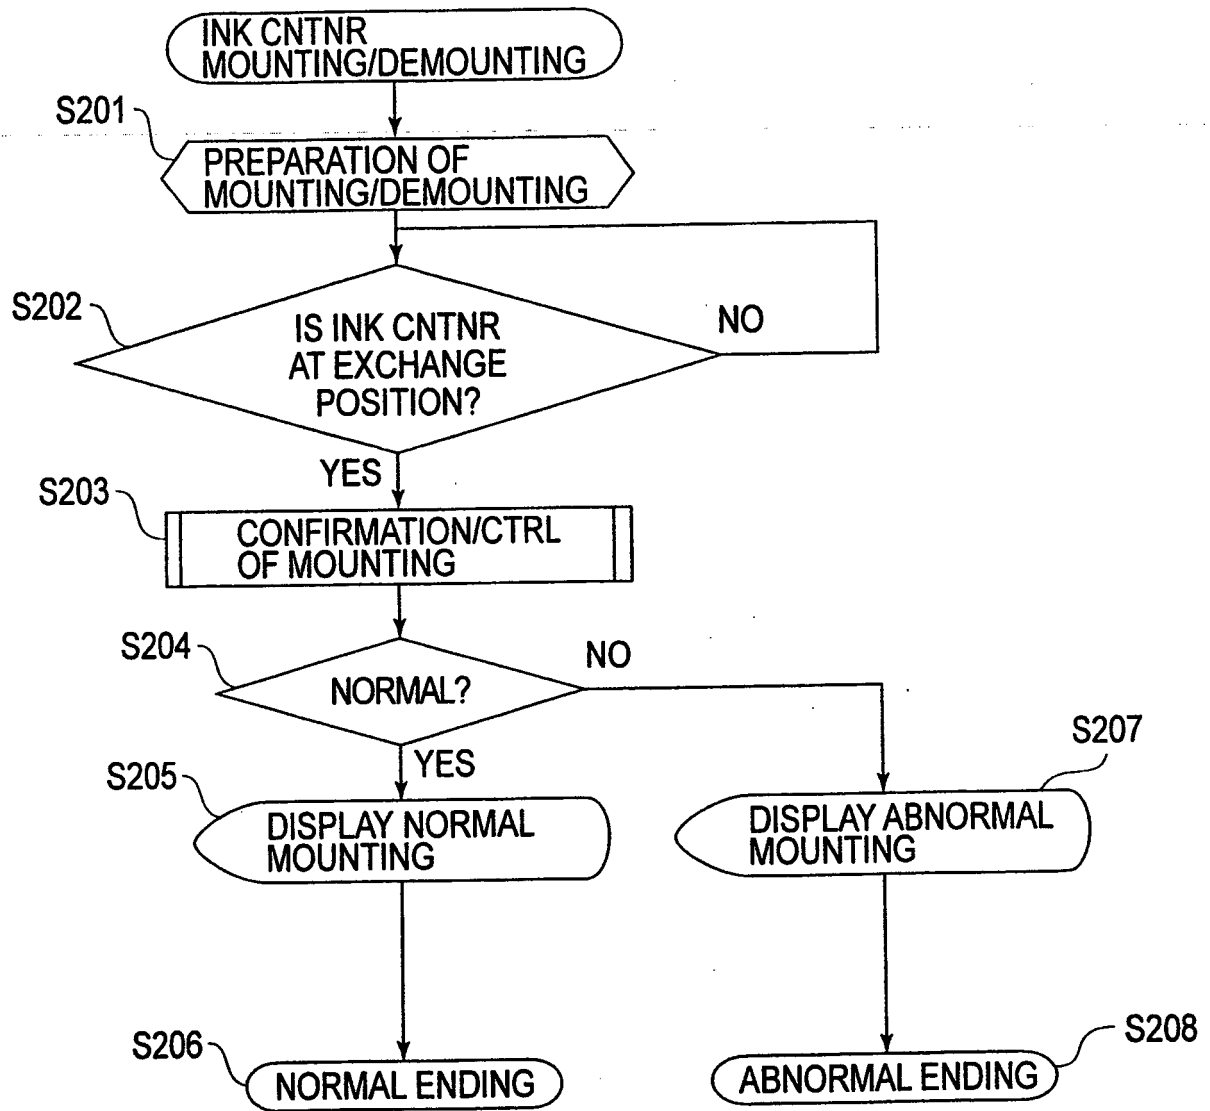 INK CNTNR
MOUNTING/DEMOUNTING
S201
PREPARATION OF
MOUNTING/DEMOUNTING
S202
IS INK CNTNR
AT EXCHANGE
POSITION?
NO
YES
S203
CONFIRMATION/CTRL
OF MOUNTING
S204
NORMAL?
NO
YES
S205
DISPLAY NORMAL
MOUNTING
S207
DISPLAY ABNORMAL
MOUNTING
S206
NORMAL ENDING
S208
ABNORMAL ENDING